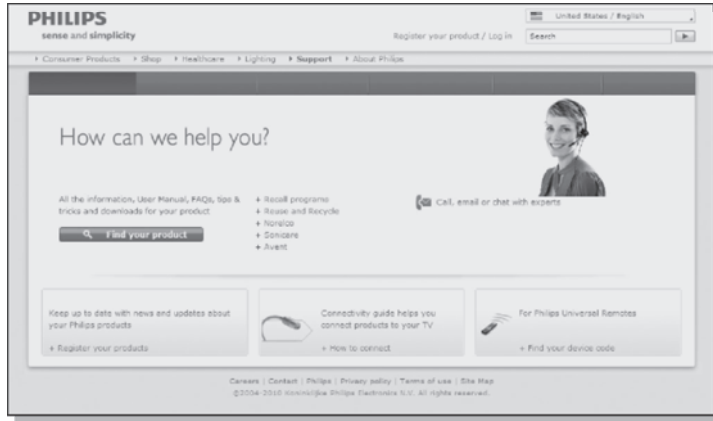 PHILIPS
sense and simplicity
United States / English
Register your product / Log in
Search
Consumer Products
Shop
Healthcare
Lighting
Support
About Philips
How can we help you?
All the information, User Manual, FAQs, tips &
tricks and downloads for your product
Find your product
+ Recall programs
+ Reuse and Recycle
+ Norelco
+ Sonicare
+ Avent
Call, email or chat with experts
Keep up to date with news and updates about
your Philips products
+ Register your products
Connectivity guide helps you
connect products to your TV
+ How to connect
For Philips Universal Remotes
+ Find your device code
Careers | Contact | Philips | Privacy policy | Terms of use | Site Map
©2004-2010 Koninklijke Philips Electronics N.V. All rights reserved.